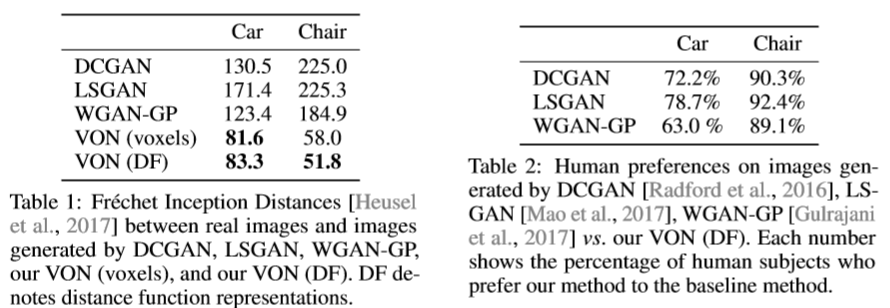 Car Chair
DCGAN 130.5 225.0
LSGAN 171.4 225.3
WGAN-GP 123.4 184.9
VON (voxels) 81.6 58.0
VON (DF) 83.3 51.8
Table 1: Fréchet Inception Distances [Heusel
et al., 2017] between real images and images
generated by DCGAN, LSGAN, WGAN-GP,
our VON (voxels), and our VON (DF). DF de-
notes distance function representations.
Car Chair
DCGAN 72.2% 90.3%
LSGAN 78.7% 92.4%
WGAN-GP 63.0 % 89.1%
Table 2: Human preferences on images gen-
erated by DCGAN [Radford et al., 2016], LS-
GAN [Mao et al., 2017], WGAN-GP [Gulrajani
et al., 2017] vs. our VON (DF). Each number
shows the percentage of human subjects who
prefer our method to the baseline method.